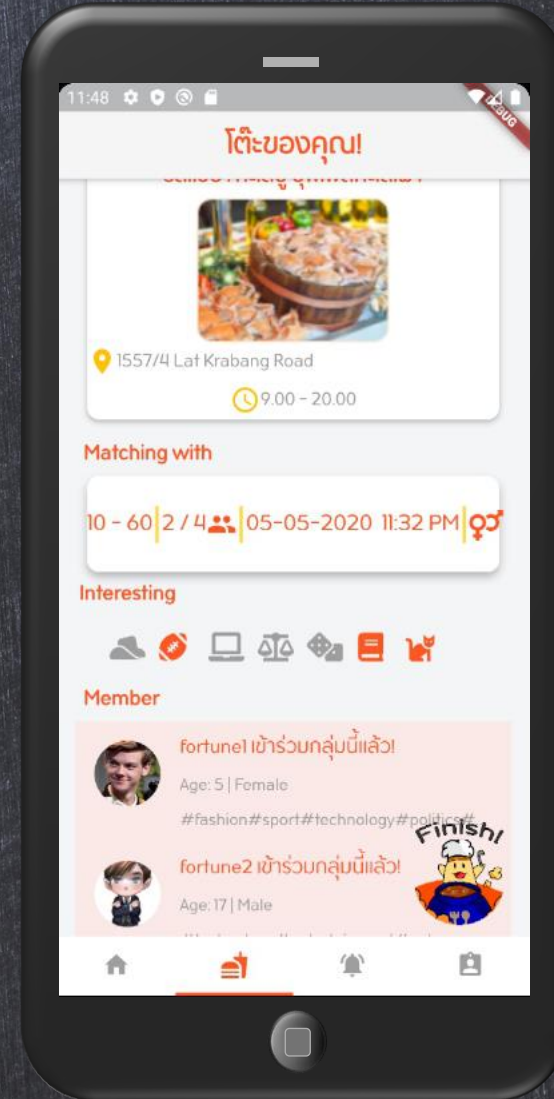 11:48
DEBUG
โต๊ะของคุณ!
1557/4 Lat Krabang Road
9.00 - 20.00
Matching with
10 - 60 2 / 4 05-05-2020 11:32 PM
Interesting
Member
fortune1 เข้าร่วมกลุ่มนี้แล้ว!
Age: 5 | Female
#fashion#sport#technology#politics#
Finish!
fortune2 เข้าร่วมกลุ่มนี้แล้ว!
Age: 17 | Male